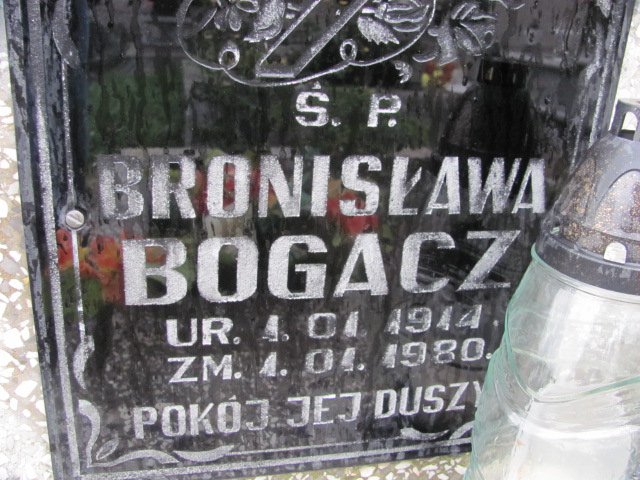 Ś. P.
BRONISŁAWA
BOGACZ
UR. 1. 01. 1914.
ZM. 1. 01. 1980.
POKÓJ JEJ DUSZY